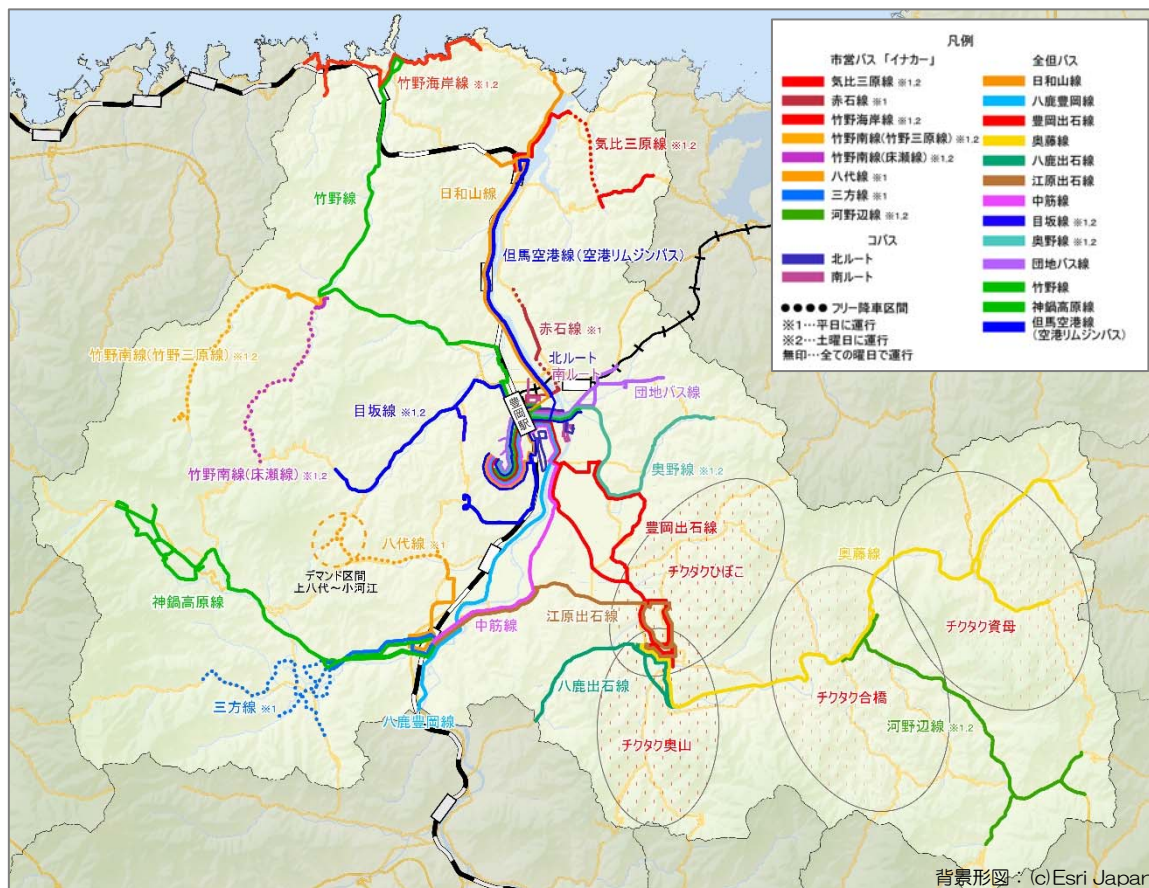 凡例
市営バス「イナカー」
気比三原線 ※1,2
赤石線 ※1
竹野海岸線 ※1,2
竹野南線(竹野三原線) ※1,2
竹野南線(床瀬線) ※1,2
八代線 ※1
三方線 ※1
河野辺線 ※1,2
コバス
北ルート
南ルート
●●●● フリー降車区間
※1…平日に運行
※2…土曜日に運行
無印…全ての曜日で運行
全但バス
日和山線
八鹿豊岡線
豊岡出石線
奥藤線
八鹿出石線
江原出石線
中筋線
目坂線 ※1,2
奥野線 ※1,2
団地バス線
竹野線
神鍋高原線
但馬空港線
(空港リムジンバス)
竹野海岸線 ※1,2
気比三原線 ※1,2
日和山線
竹野線
但馬空港線(空港リムジンバス)
赤石線 ※1
北ルート
南ルート
竹野南線(竹野三原線) ※1,2
団地バス線
目坂線 ※1,2
豊岡駅
竹野南線(床瀬線) ※1,2
奥野線 ※1,2
豊岡出石線
八代線 ※1
奥藤線
デマンド区間
上八代～小河江
チクタクひぼこ
神鍋高原線
江原出石線
中筋線
チクタク資母
八鹿出石線
チクタク合橋
三方線 ※1
八鹿豊岡線
河野辺線 ※1,2
チクタク奥山
背景形図：(c)Esri Japan